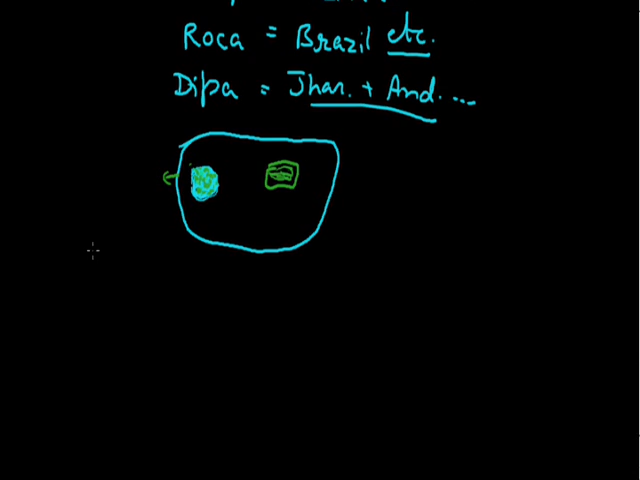 Roca = Brazil etc.
Dipa = Jhar. + And....